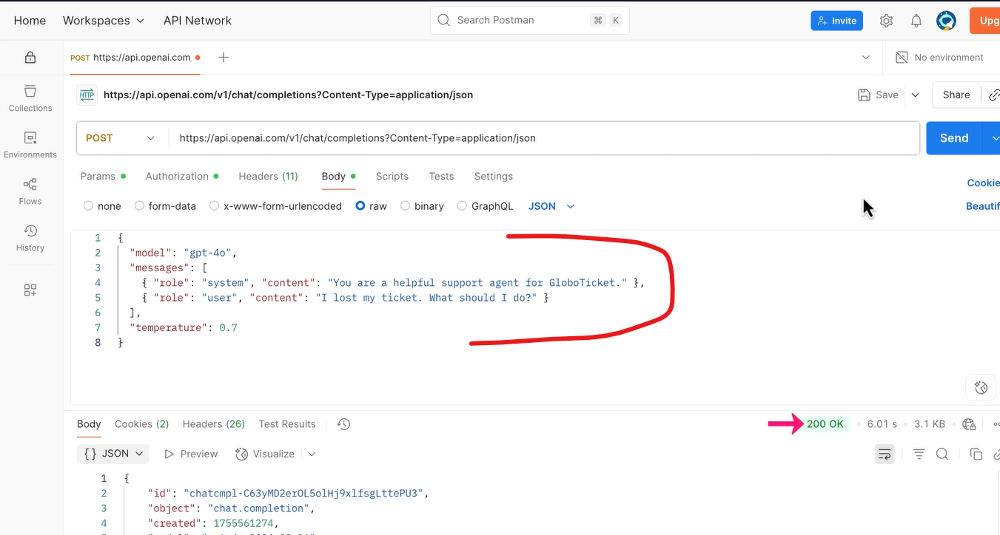 Home Workspaces API Network Search Postman ⌘ K Invite Upg
POST https://api.openai.com No environment
HTTP https://api.openai.com/v1/chat/completions?Content-Type=application/json Save Share
POST https://api.openai.com/v1/chat/completions?Content-Type=application/json Send
Collections
Environments
Flows
History
Params Authorization Headers (11) Body Scripts Tests Settings Cookie
none form-data x-www-form-urlencoded raw binary GraphQL JSON Beautif
1 {
2 "model": "gpt-4o",
3 "messages": [
4 { "role": "system", "content": "You are a helpful support agent for GloboTicket." },
5 { "role": "user", "content": "I lost my ticket. What should I do?" }
6 ],
7 "temperature": 0.7
8 }
Body Cookies (2) Headers (26) Test Results 200 OK 6.01 s 3.1 KB
{} JSON Preview Visualize
1 {
2 "id": "chatcmpl-C63yMD2erOL5olHj9xlfsgLttePU3",
3 "object": "chat.completion",
4 "created": 1755561274,